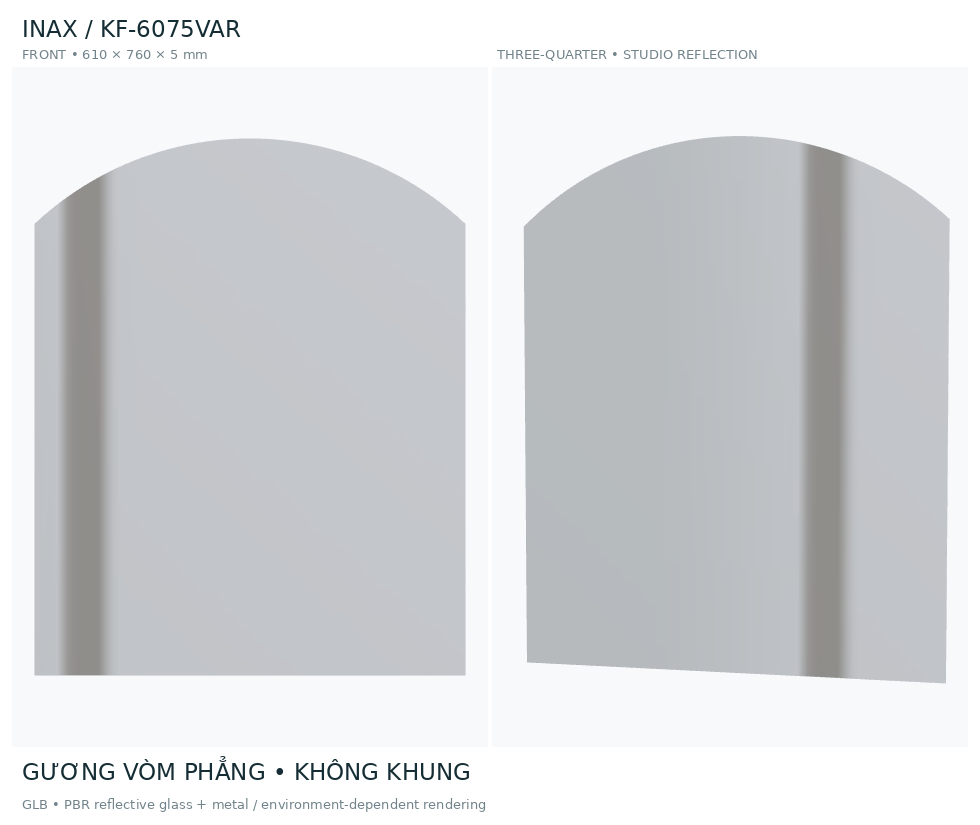 INAX / KF-6075VAR
FRONT • 610 × 760 × 5 mm
THREE-QUARTER • STUDIO REFLECTION
GƯƠNG VÒM PHẲNG • KHÔNG KHUNG
GLB • PBR reflective glass + metal / environment-dependent rendering